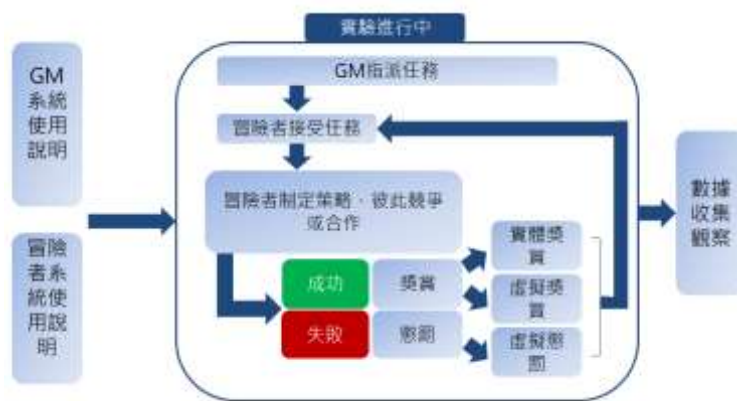 實驗進行中
GM
系統
使用
說明
冒險
者系
統使
用說
明
GM指派任務
冒險者接受任務
冒險者制定策略,彼此競爭
或合作
成功
獎賞
失敗
懲罰
實體獎
賞
虛擬獎
賞
虛擬懲
罰
數據
收集
觀察